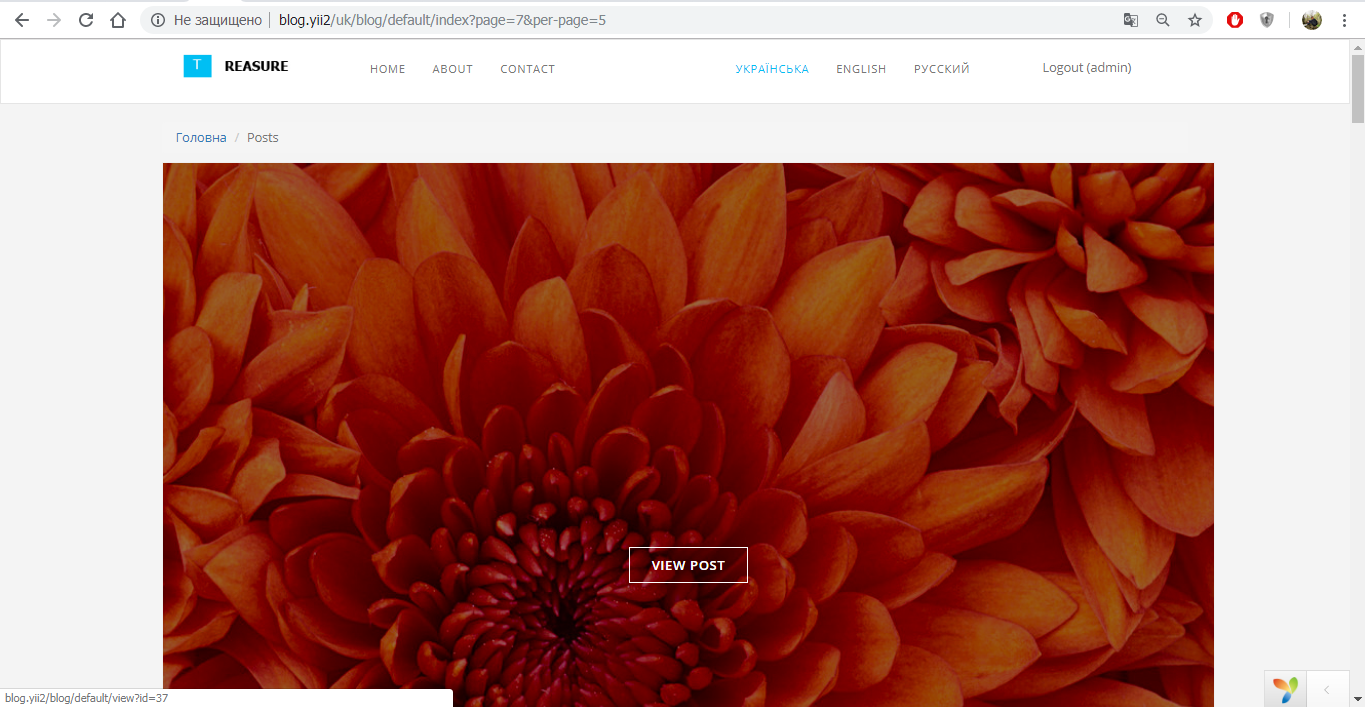 Не защищено blog.yii2/uk/blog/default/index?page=7&per-page=5
T REASURE HOME ABOUT CONTACT УКРАЇНСЬКА ENGLISH РУССКИЙ Logout (admin)
Головна / Posts
VIEW POST
blog.yii2/blog/default/view?id=37